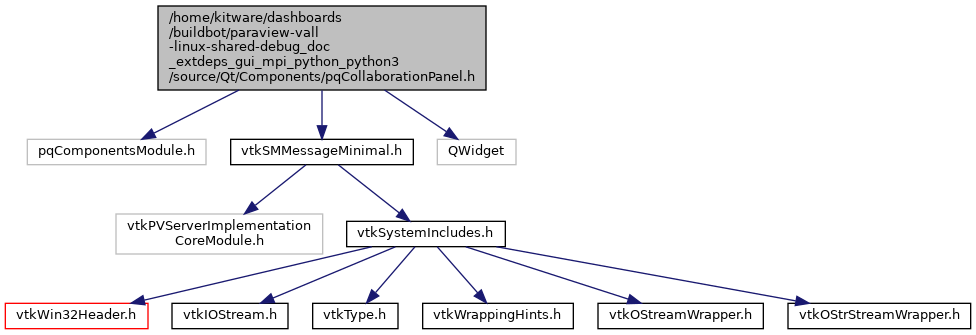 /home/kitware/dashboards
/buildbot/paraview-vall
-linux-shared-debug_doc
_extdeps_gui_mpi_python_python3
/source/Qt/Components/pqCollaborationPanel.h
pqComponentsModule.h
vtkSMMessageMinimal.h
QWidget
vtkPVServerImplementation
CoreModule.h
vtkSystemIncludes.h
vtkWin32Header.h
vtkIOStream.h
vtkType.h
vtkWrappingHints.h
vtkOStreamWrapper.h
vtkOStrStreamWrapper.h